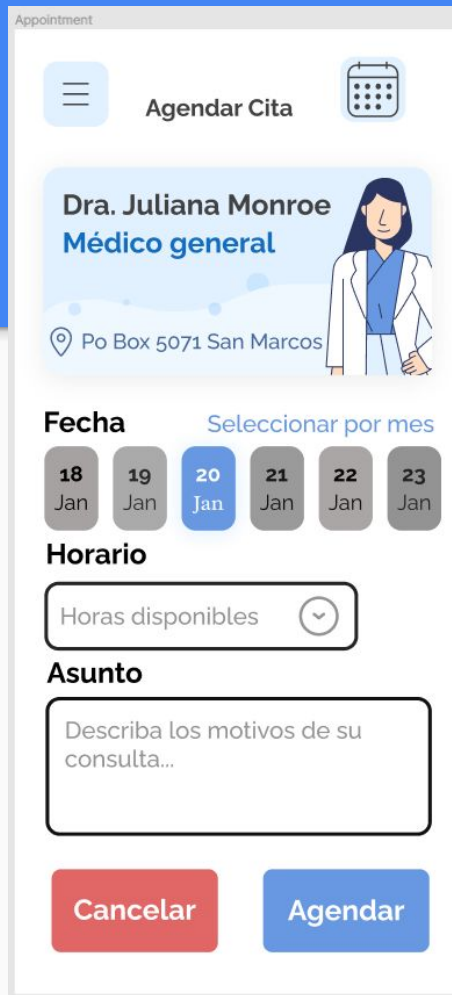 Appointment
Agendar Cita
Dra. Juliana Monroe
Médico general
Po Box 5071 San Marcos
Fecha
Seleccionar por mes
18 19 20 21 22 23
Jan Jan Jan Jan Jan Jan
Horario
Horas disponibles
Asunto
Describa los motivos de su
consulta...
Cancelar
Agendar